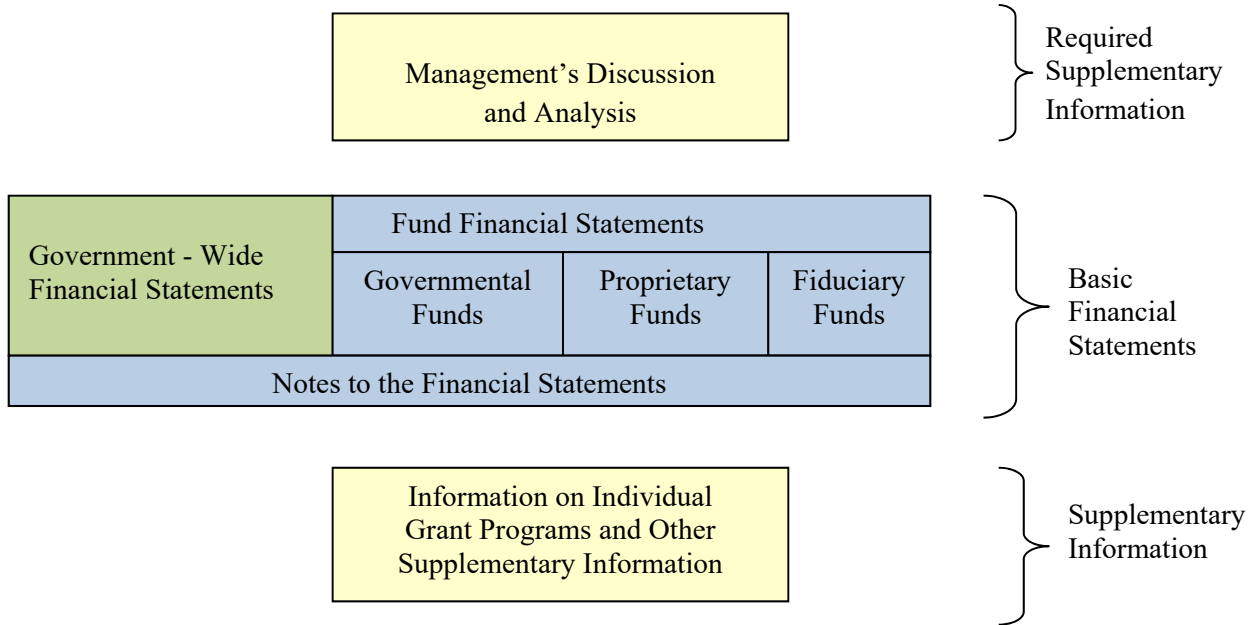 Management’s Discussion
and Analysis
Required
Supplementary
Information
Government - Wide
Financial Statements
Fund Financial Statements
Governmental
Funds
Proprietary
Funds
Fiduciary
Funds
Notes to the Financial Statements
Basic
Financial
Statements
Information on Individual
Grant Programs and Other
Supplementary Information
Supplementary
Information